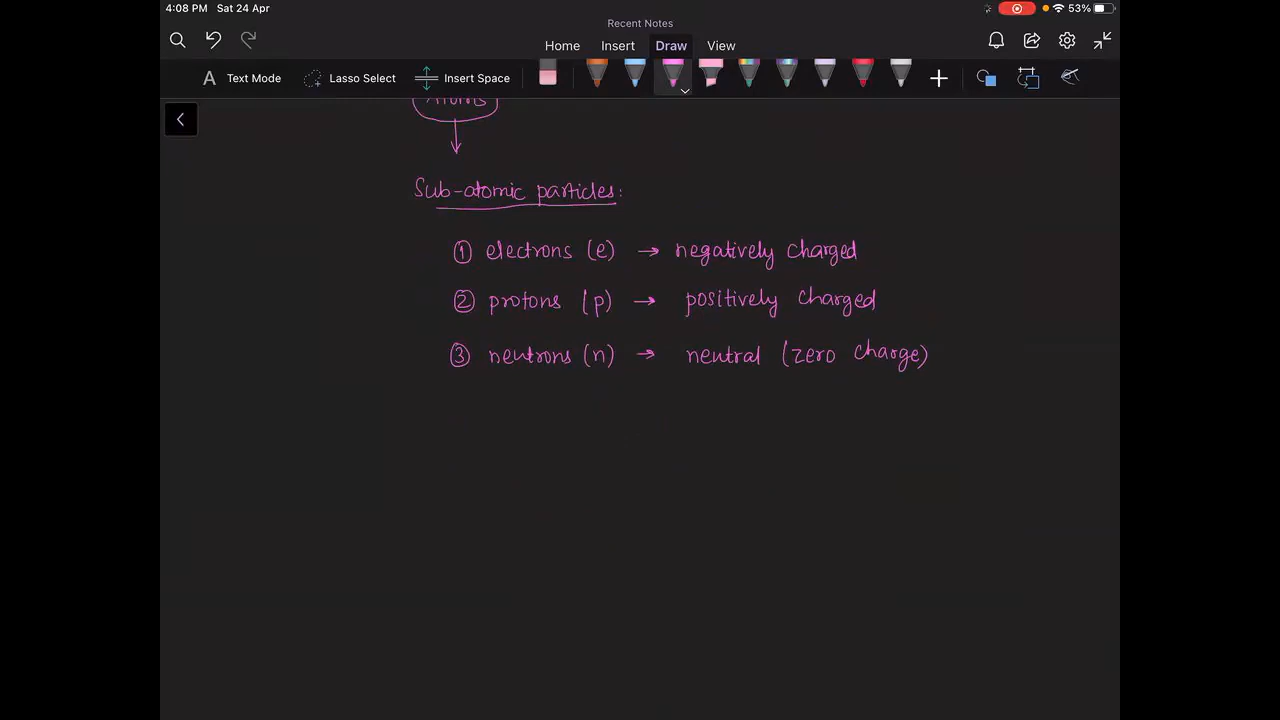 4:08 PM Sat 24 Apr
53%
Recent Notes
Home Insert Draw View
Text Mode Lasso Select Insert Space
Atoms
Sub-atomic particles:
1 electrons (e) → negatively charged
2 protons (p) → positively charged
3 neutrons (n) → neutral (zero charge)